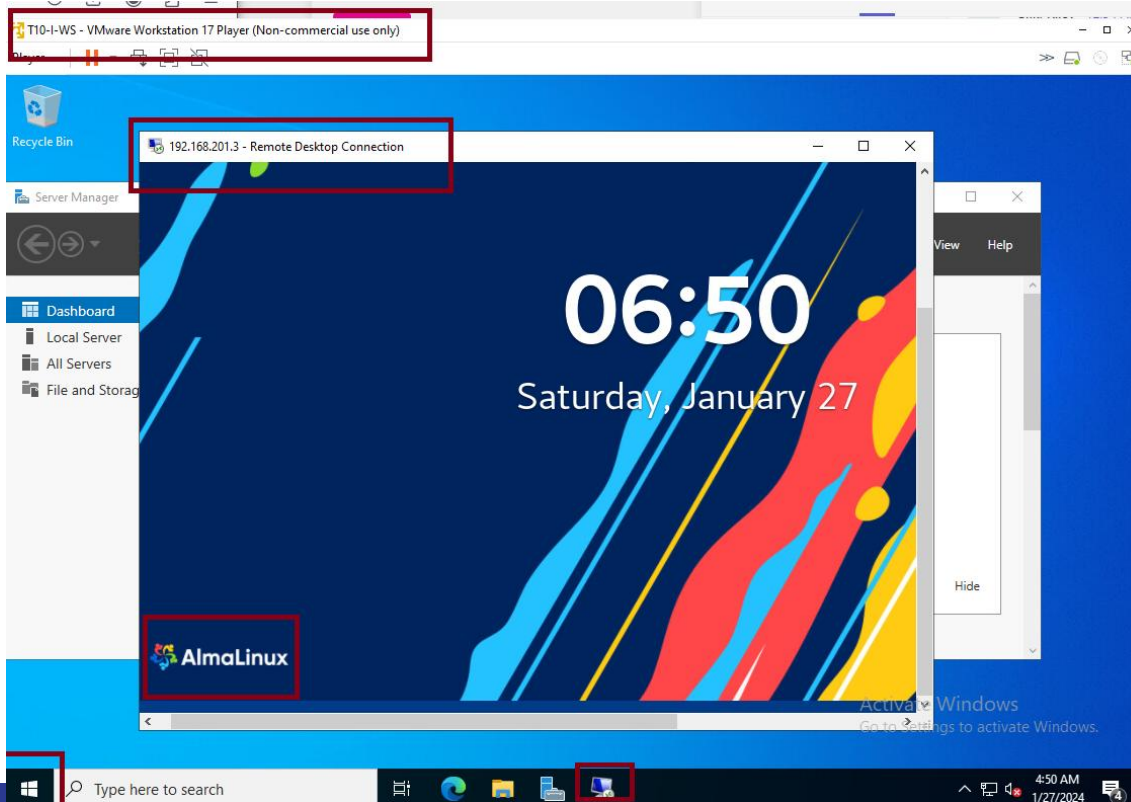 T10-I-WS - VMware Workstation 17 Player (Non-commercial use only)
Recycle Bin
192.168.201.3 - Remote Desktop Connection
Server Manager
View Help
Dashboard
Local Server
All Servers
File and Storag
06:50
Saturday, January 27
Hide
AlmaLinux
Activate Windows
Go to Settings to activate Windows.
Type here to search
4:50 AM
1/27/2024
4